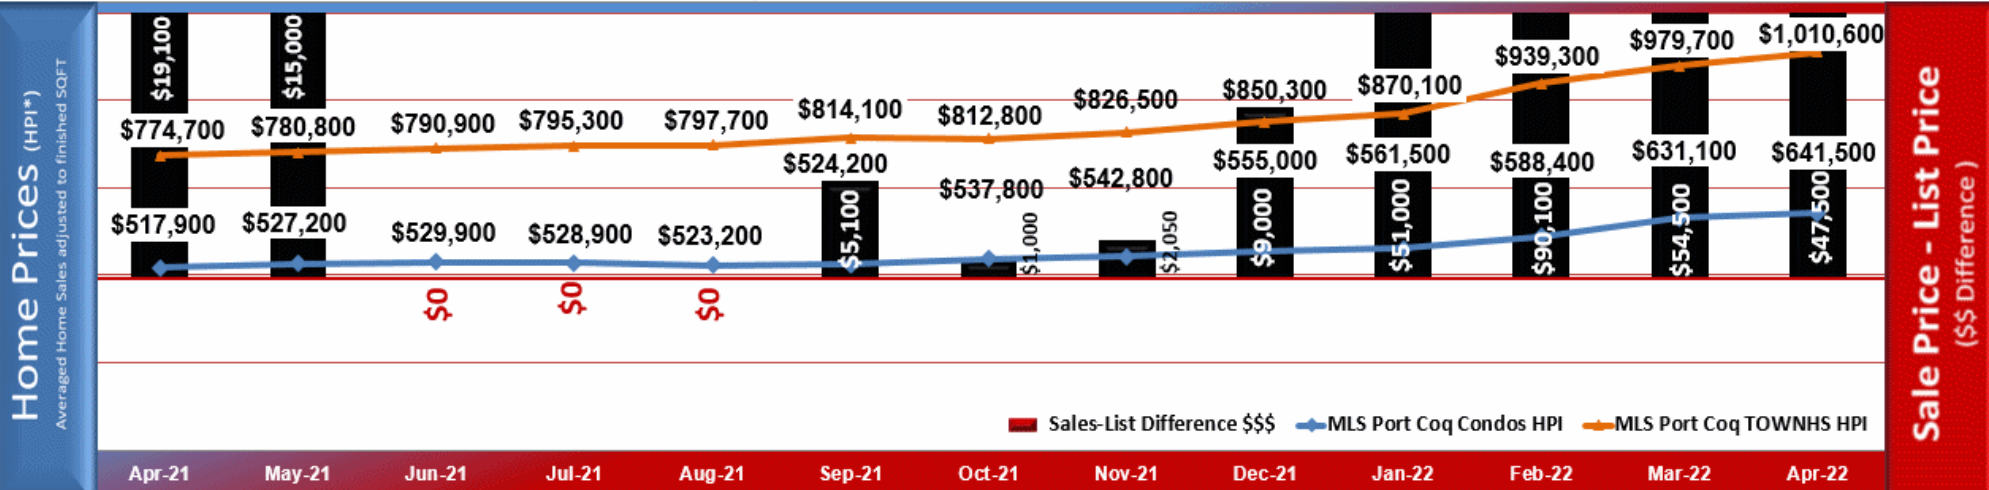 Home Prices (HPI*)
Averaged Home Sales adjusted to finished SQFT
$19,100
$15,000
$774,700
$780,800
$790,900
$795,300
$797,700
$814,100
$812,800
$826,500
$850,300
$870,100
$939,300
$979,700
$1,010,600
$517,900
$527,200
$529,900
$528,900
$523,200
$524,200
$537,800
$542,800
$555,000
$561,500
$588,400
$631,100
$641,500
$0
$0
$0
$5,100
$1,000
$2,050
$9,000
$51,000
$90,100
$54,500
$47,500
Sales-List Difference $$$
MLS Port Coq Condos HPI
MLS Port Coq TOWNHS HPI
Apr-21
May-21
Jun-21
Jul-21
Aug-21
Sep-21
Oct-21
Nov-21
Dec-21
Jan-22
Feb-22
Mar-22
Apr-22
Sale Price - List Price
($$ Difference )